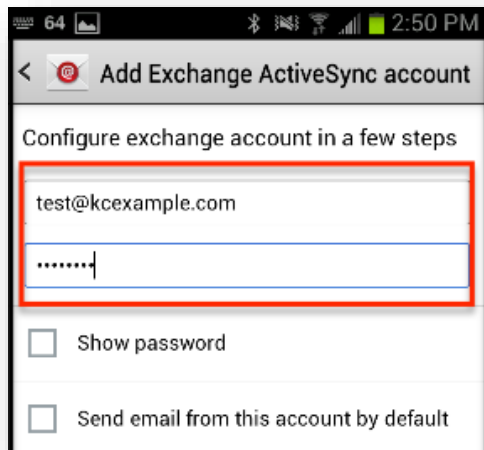 64 2:50 PM
< @ Add Exchange ActiveSync account
Configure exchange account in a few steps
test@kcexample.com
••••••••
Show password
Send email from this account by default